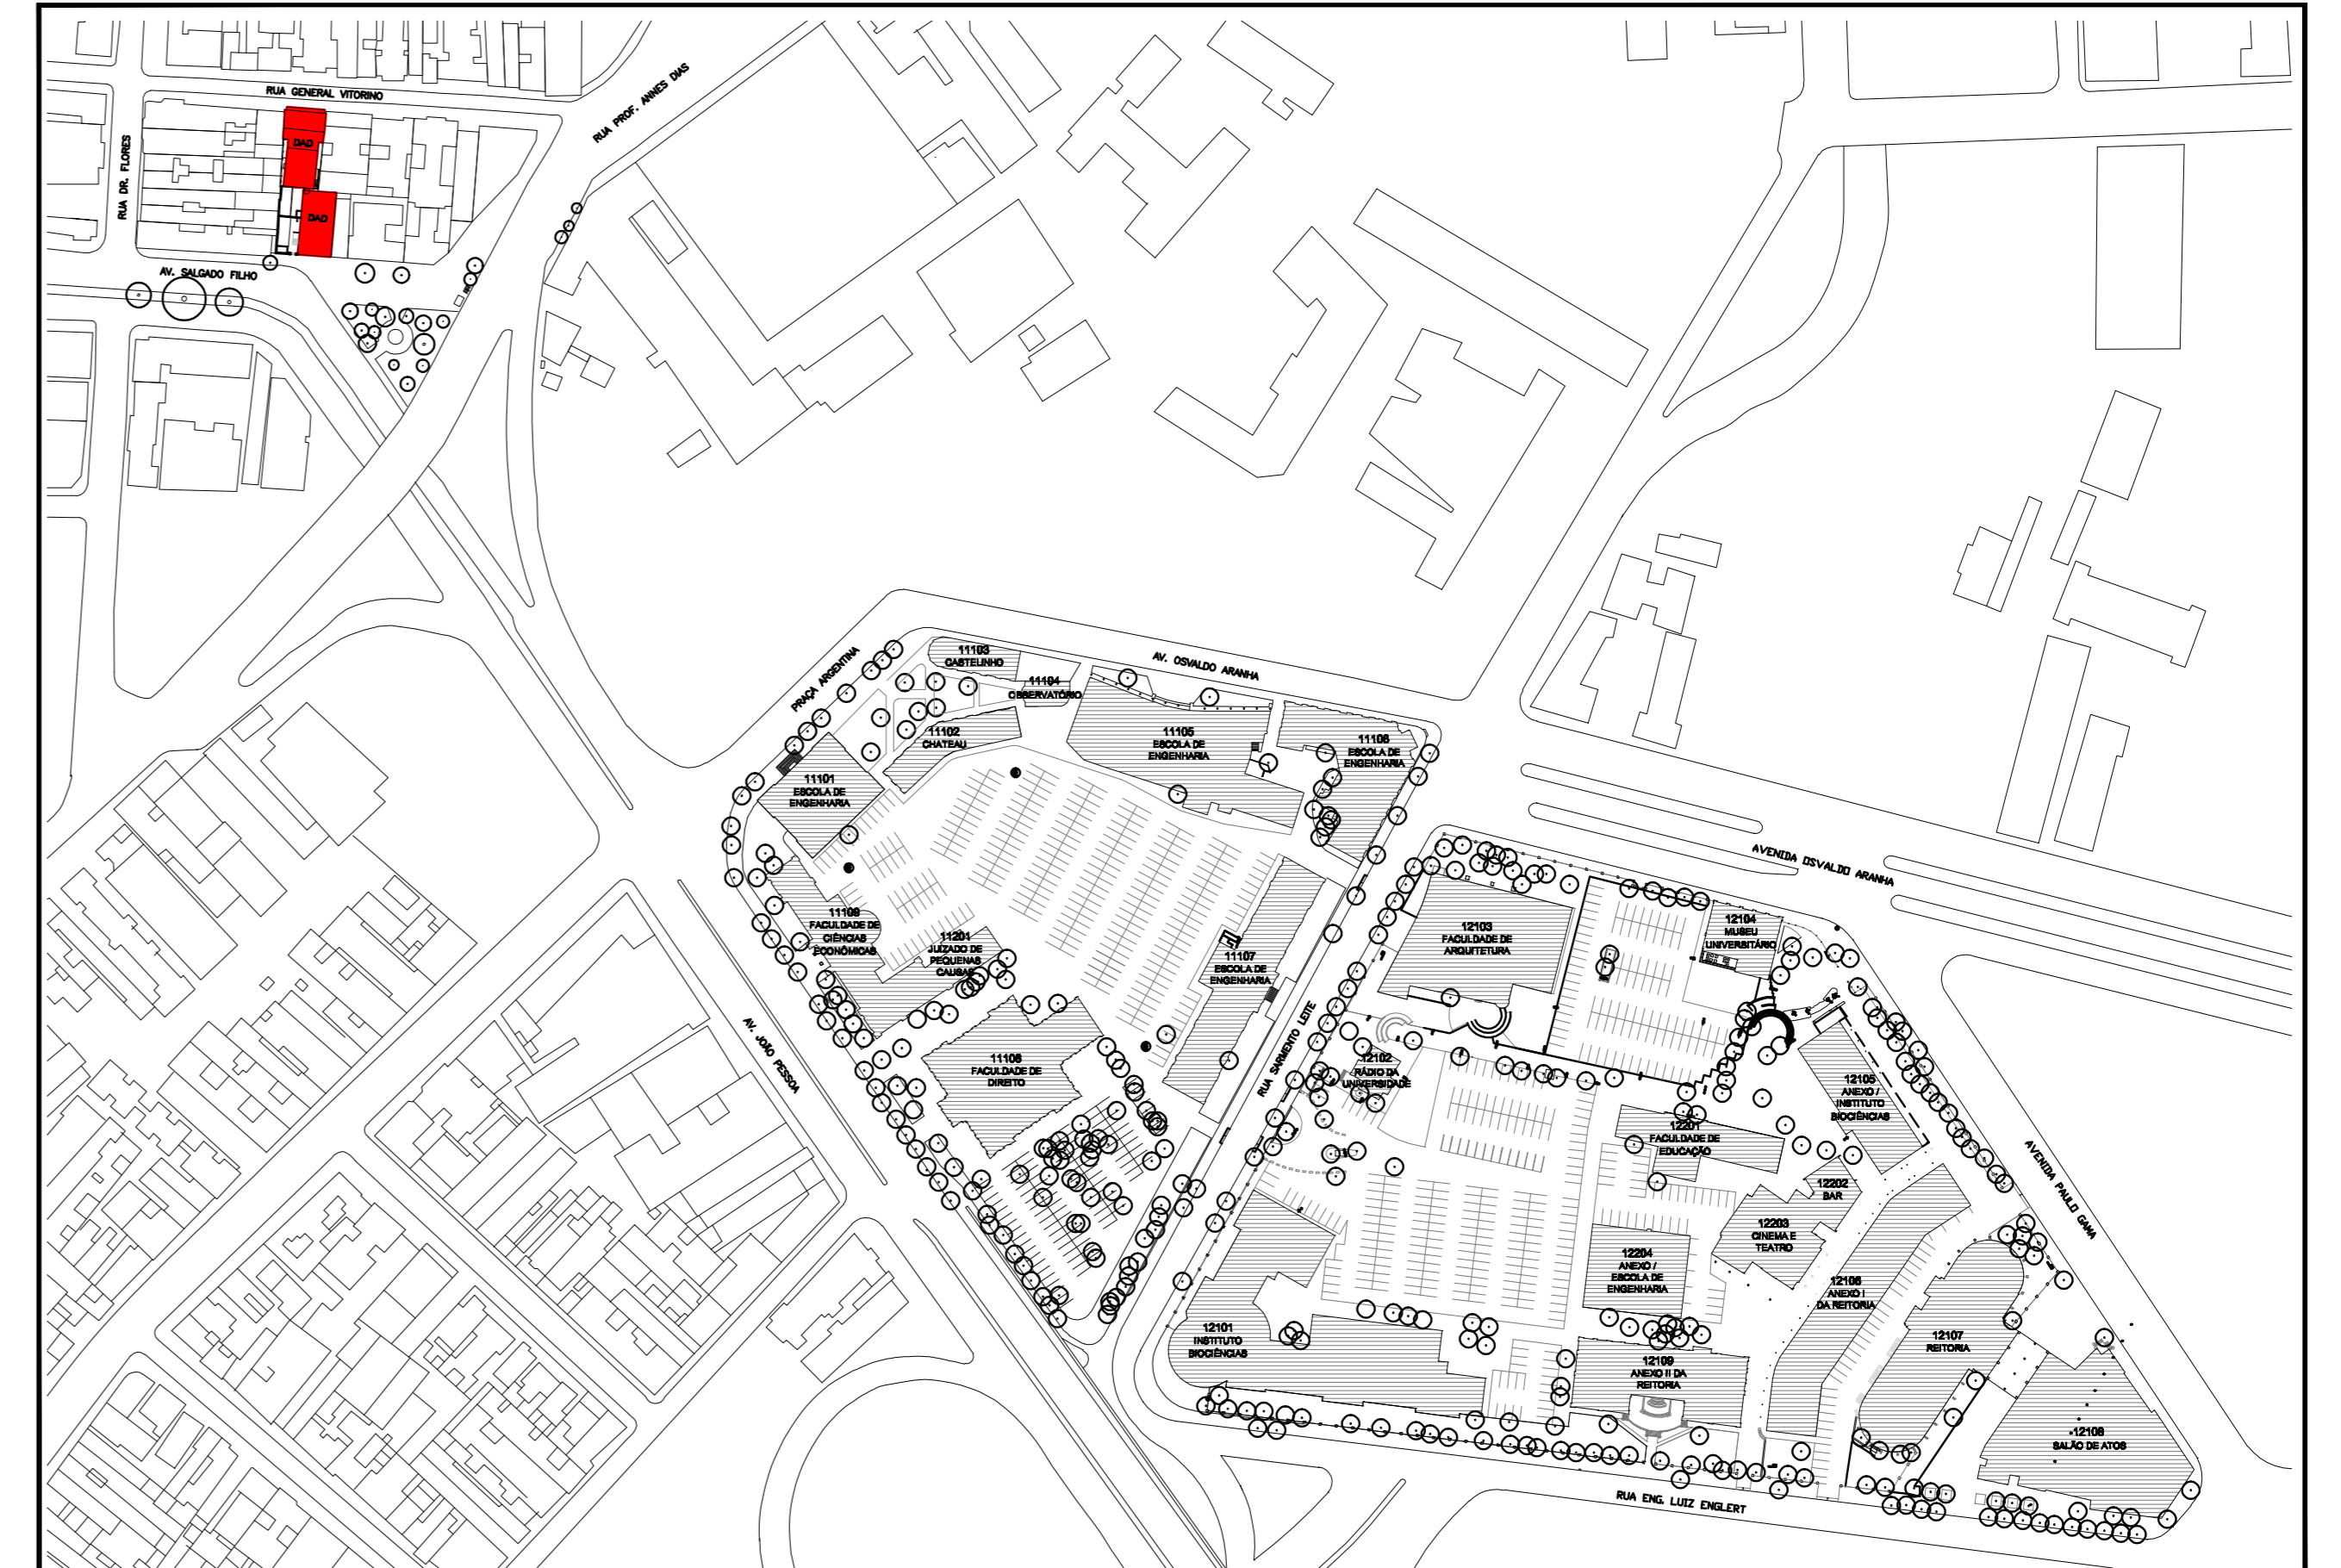 RUA GENERAL VITORINO
RUA PROF. ANNES DIAS
RUA DR. FLORES
DAD
DAD
AV. SALGADO FILHO
PRAÇA ARGENTINA
11103
CASTELINHO
11104
OBSERVATÓRIO
AV. OSVALDO ARANHA
11102
CHATEAU
11105
ESCOLA DE
ENGENHARIA
11106
ESCOLA DE
ENGENHARIA
11101
ESCOLA DE
ENGENHARIA
AVENIDA OSVALDO ARANHA
11109
FACULDADE DE
CIÊNCIAS
ECONÔMICAS
11201
JUIZADO DE
PEQUENAS
CAUSAS
11107
ESCOLA DE
ENGENHARIA
12103
FACULDADE DE
ARQUITETURA
12104
MUSEU
UNIVERSITÁRIO
AV. JOÃO PESSOA
11108
FACULDADE DE
DIREITO
RUA SARMENTO LEITE
12102
RÁDIO DA
UNIVERSIDADE
12105
ANEXO /
INSTITUTO
BIOCIÊNCIAS
12201
FACULDADE DE
EDUCAÇÃO
AVENIDA PAULO GAMA
12202
BAR
12203
CINEMA E
TEATRO
12204
ANEXO /
ESCOLA DE
ENGENHARIA
12106
ANEXO I
DA REITORIA
12101
INSTITUTO
BIOCIÊNCIAS
12107
REITORIA
12109
ANEXO II DA
REITORIA
12108
SALÃO DE ATOS
RUA ENG. LUIZ ENGLERT